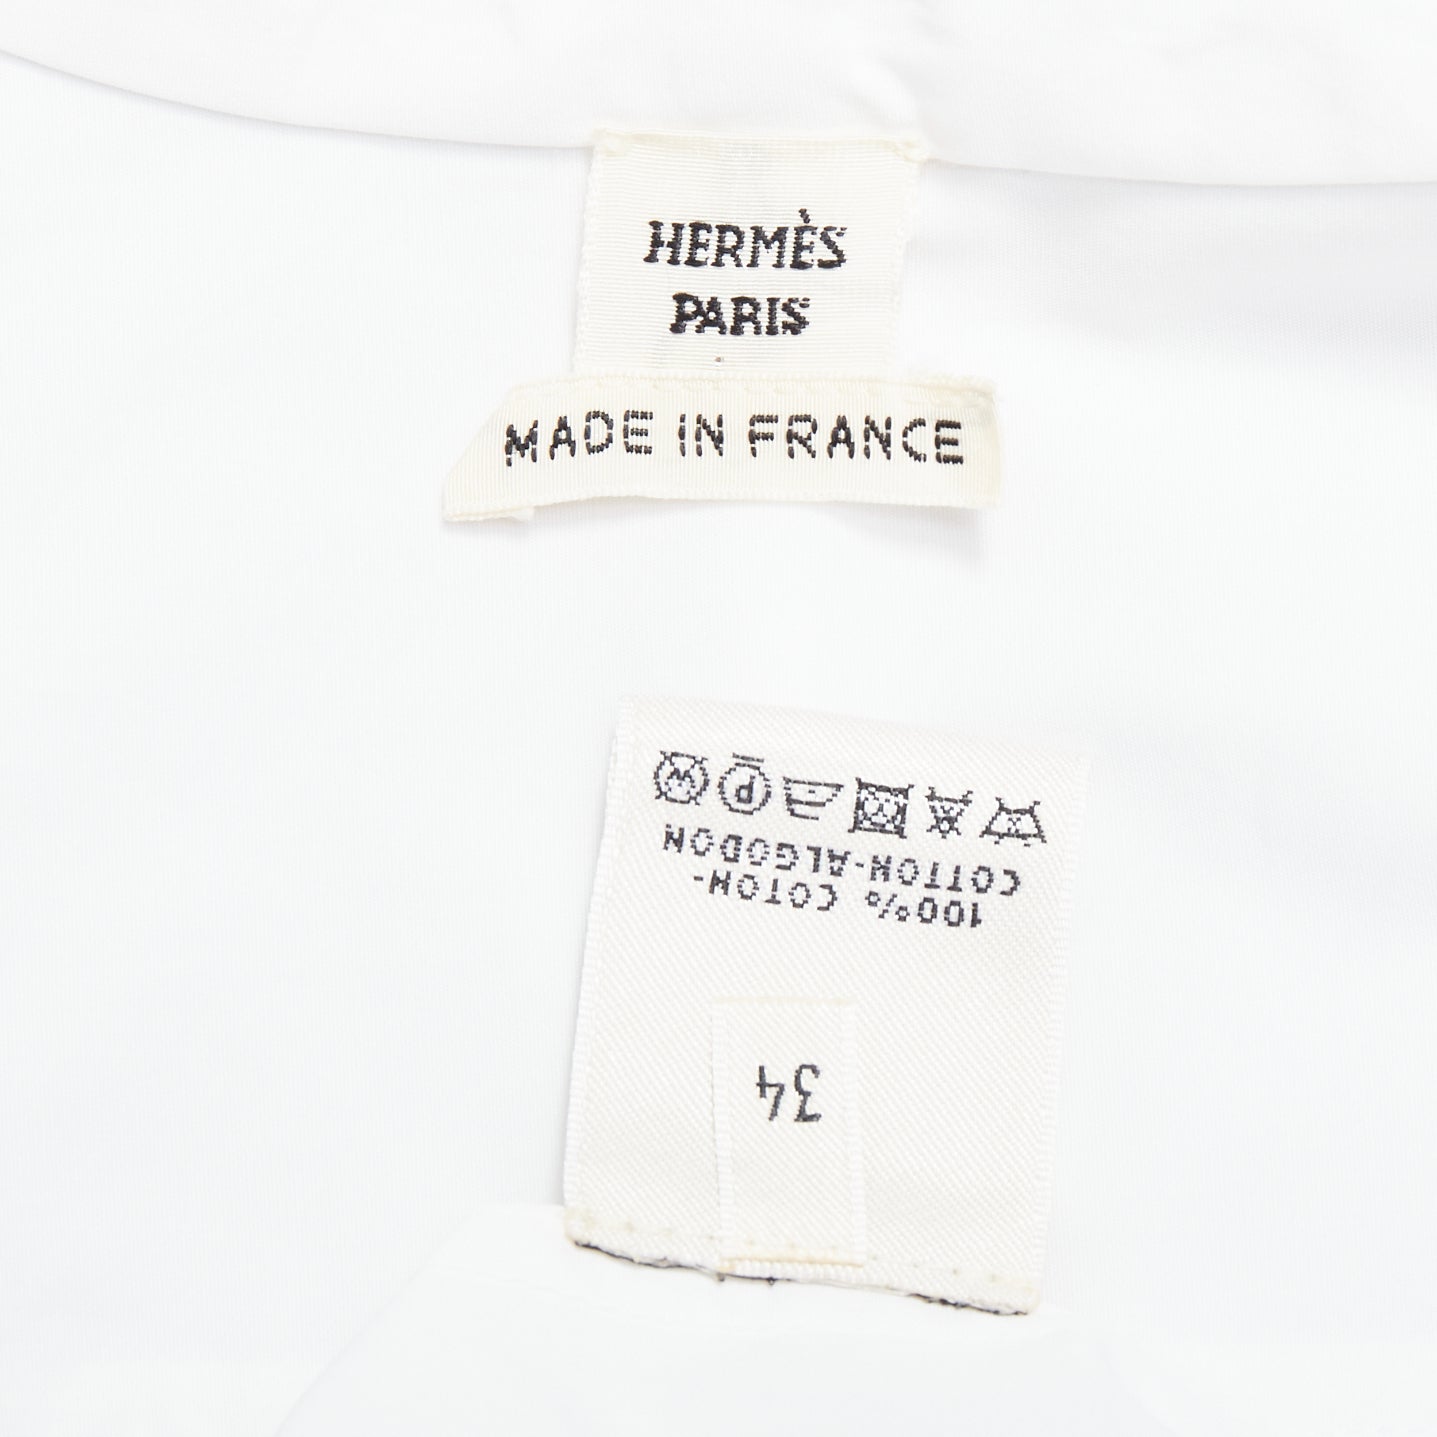 HERMÈS
PARIS
MADE IN FRANCE
34
100% COTON-
COTTON-ALGODON
P W